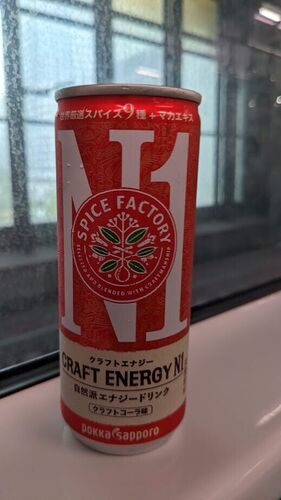 世界厳選スパイス9種+マカエキス
N1
SPICE FACTORY
SELECTED AND BLENDED WITH CRAFTSMANSHIP
クラフトエナジー
CRAFT ENERGY N1
自然派エナジードリンク
クラフトコーラ味
pokka sapporo